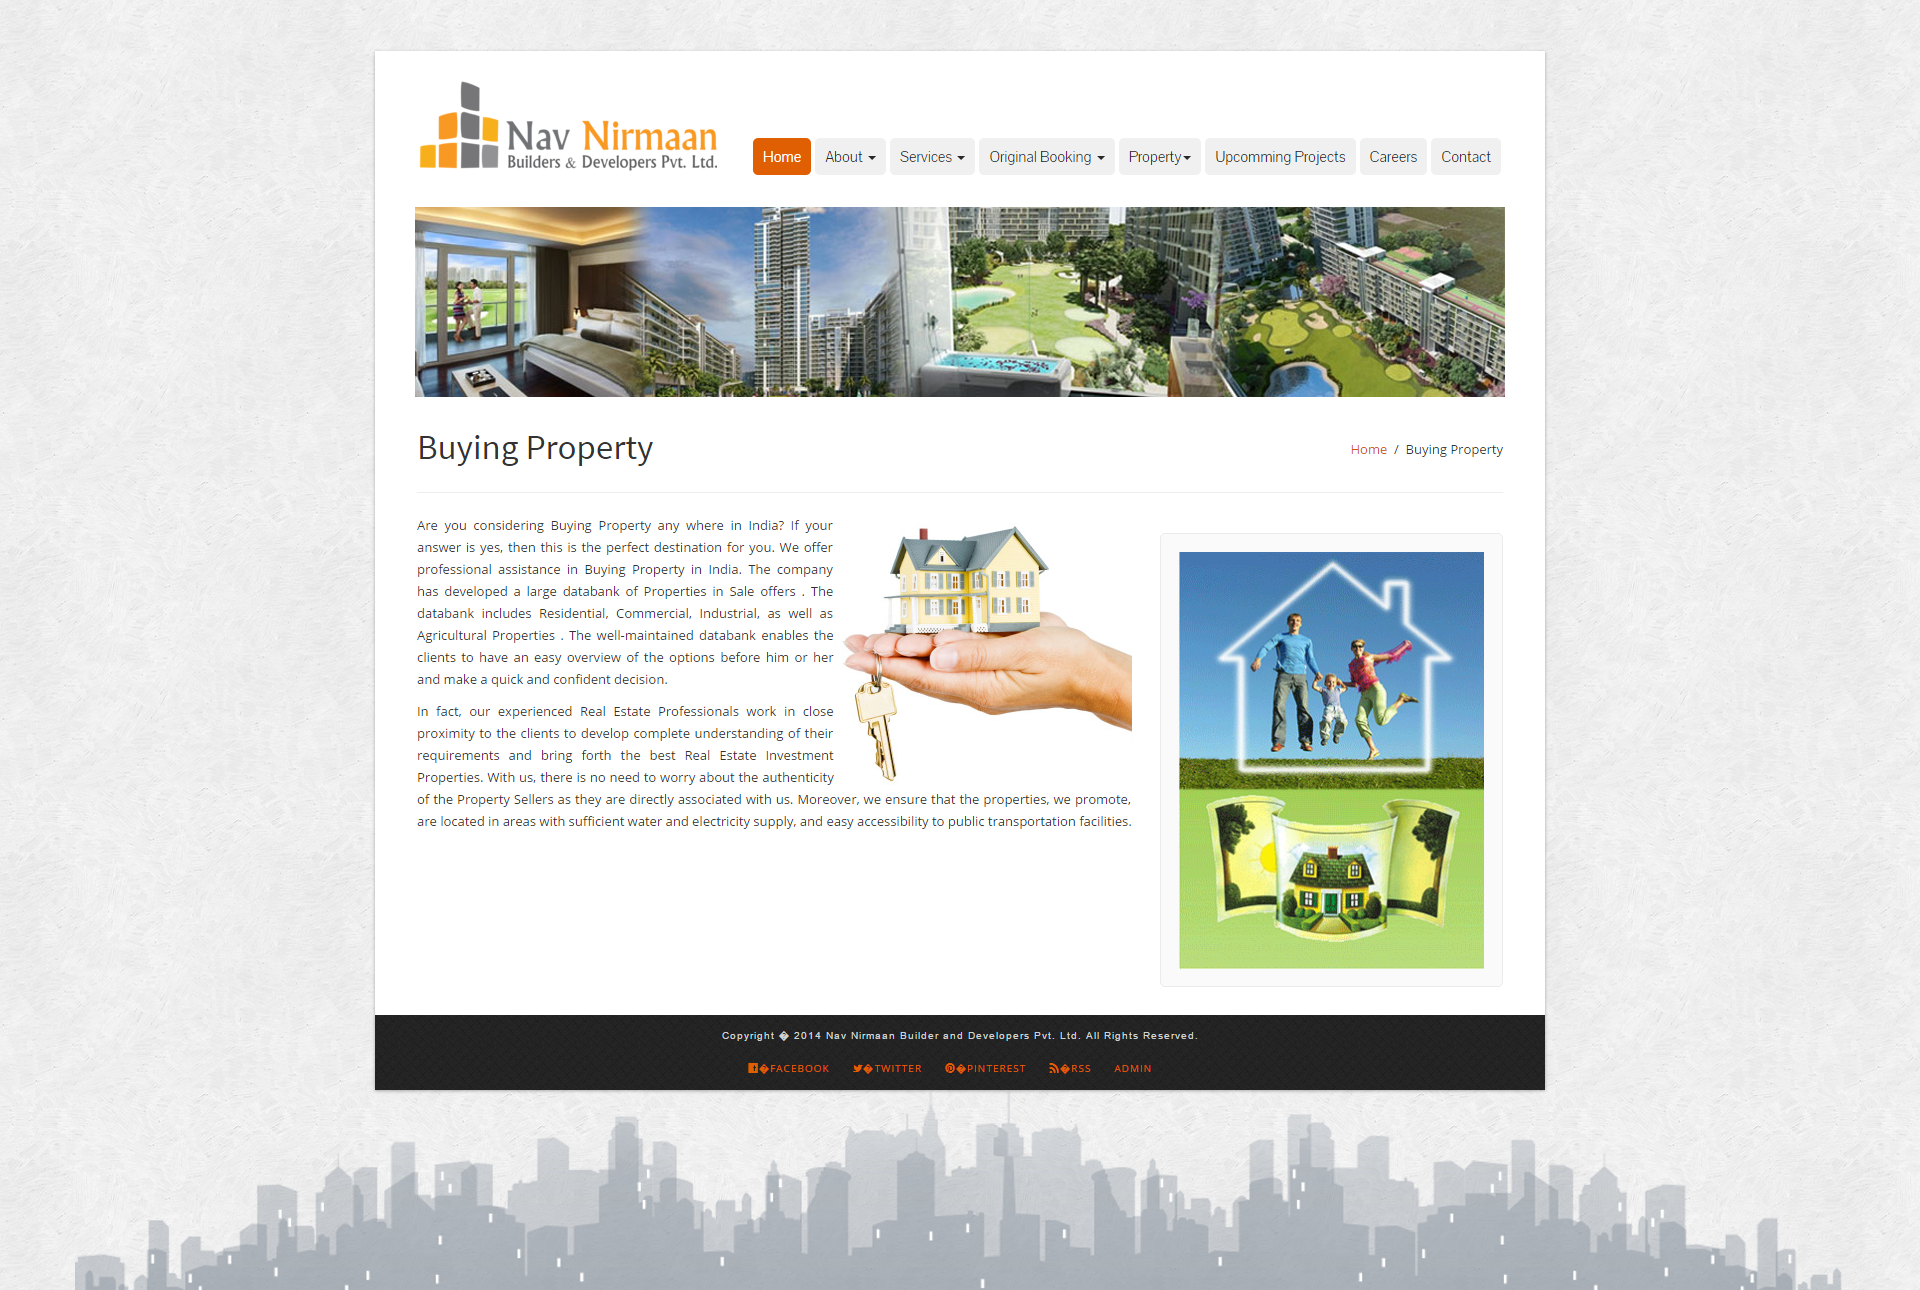 Nav Nirmaan
Builders & Developers Pvt. Ltd.
Home About Services Original Booking Property Upcomming Projects Careers Contact
Buying Property
Home / Buying Property
Are you considering Buying Property any where in India? If your
answer is yes, then this is the perfect destination for you. We offer
professional assistance in Buying Property in India. The company
has developed a large databank of Properties in Sale offers . The
databank includes Residential, Commercial, Industrial, as well as
Agricultural Properties . The well-maintained databank enables the
clients to have an easy overview of the options before him or her
and make a quick and confident decision.
In fact, our experienced Real Estate Professionals work in close
proximity to the clients to develop complete understanding of their
requirements and bring forth the best Real Estate Investment
Properties. With us, there is no need to worry about the authenticity
of the Property Sellers as they are directly associated with us. Moreover, we ensure that the properties, we promote,
are located in areas with sufficient water and electricity supply, and easy accessibility to public transportation facilities.
Copyright � 2014 Nav Nirmaan Builder and Developers Pvt. Ltd. All Rights Reserved.
�FACEBOOK �TWITTER �PINTEREST �RSS ADMIN